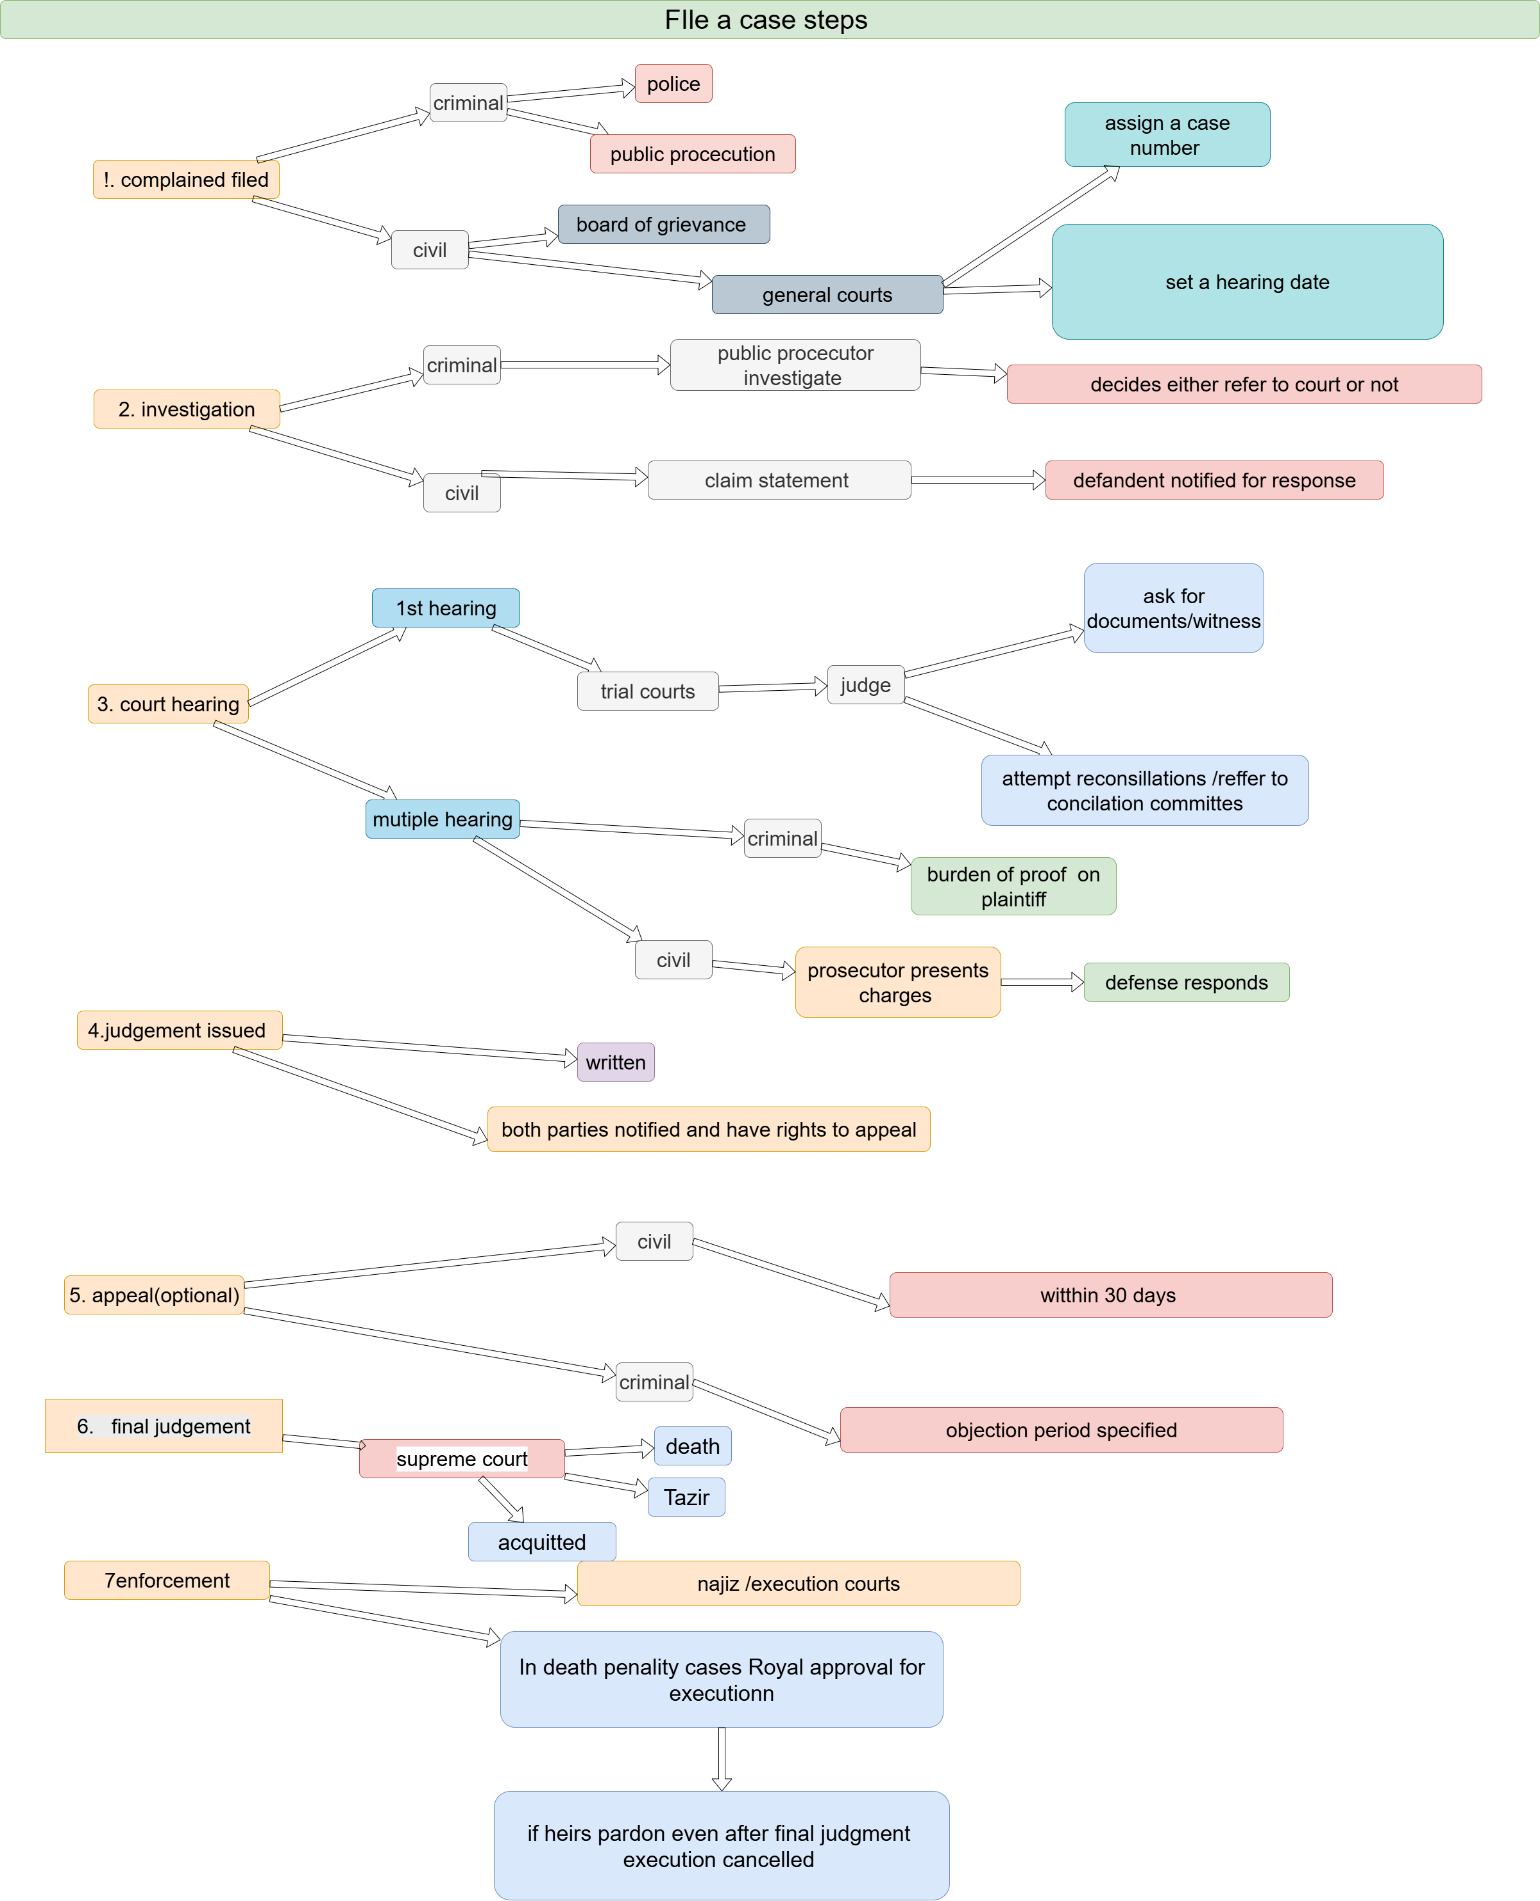 FIle a case steps
criminal
police
public procecution
!. complained filed
assign a case
number
board of grievance
civil
general courts
set a hearing date
criminal
public procecutor
investigate
decides either refer to court or not
2. investigation
civil
claim statement
defandent notified for response
1st hearing
ask for
documents/witness
trial courts
judge
3. court hearing
attempt reconsillations /reffer to
concilation committes
mutiple hearing
criminal
burden of proof  on
plaintiff
civil
prosecutor presents
charges
defense responds
4.judgement issued
written
both parties notified and have rights to appeal
civil
5. appeal(optional)
witthin 30 days
criminal
objection period specified
6.   final judgement
supreme court
death
Tazir
acquitted
7enforcement
najiz /execution courts
In death penality cases Royal approval for
executionn
if heirs pardon even after final judgment
execution cancelled